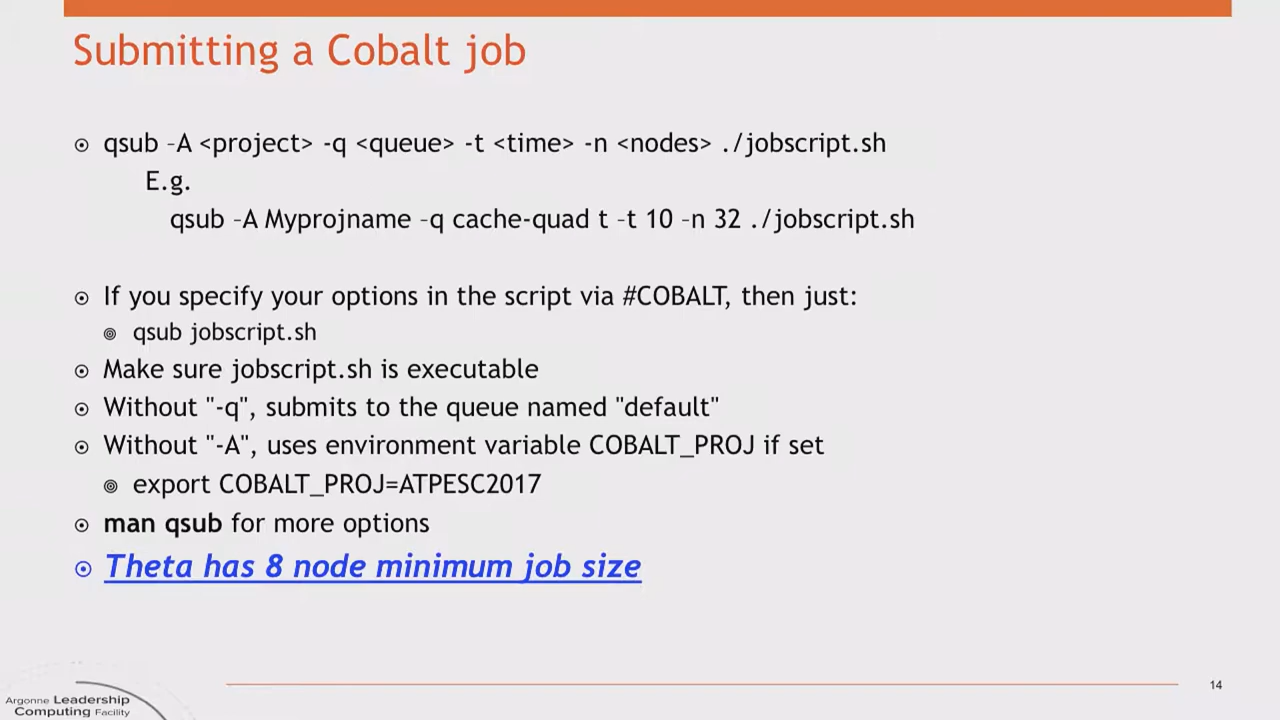 Submitting a Cobalt job
qsub –A <project> -q <queue> -t <time> -n <nodes> ./jobscript.sh
E.g.
qsub –A Myprojname –q cache-quad t –t 10 –n 32 ./jobscript.sh
If you specify your options in the script via #COBALT, then just:
qsub jobscript.sh
Make sure jobscript.sh is executable
Without "-q", submits to the queue named "default"
Without "-A", uses environment variable COBALT_PROJ if set
export COBALT_PROJ=ATPESC2017
man qsub for more options
Theta has 8 node minimum job size
Argonne Leadership
Computing Facility
14